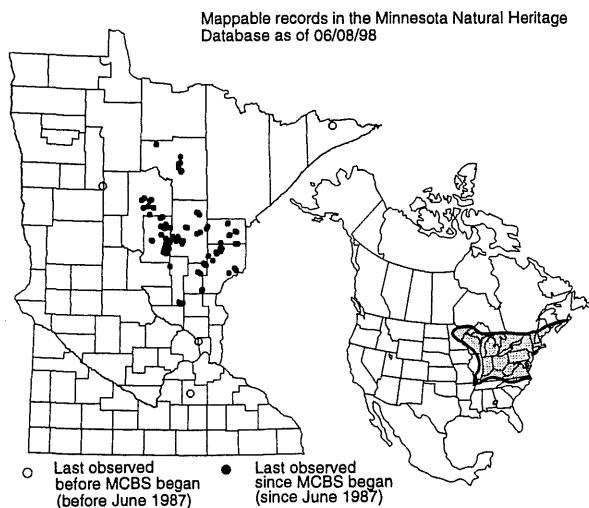 Mappable records in the Minnesota Natural Heritage
Database as of 06/08/98
Last observed
before MCBS began
(before June 1987)
Last observed
since MCBS began
(since June 1987)